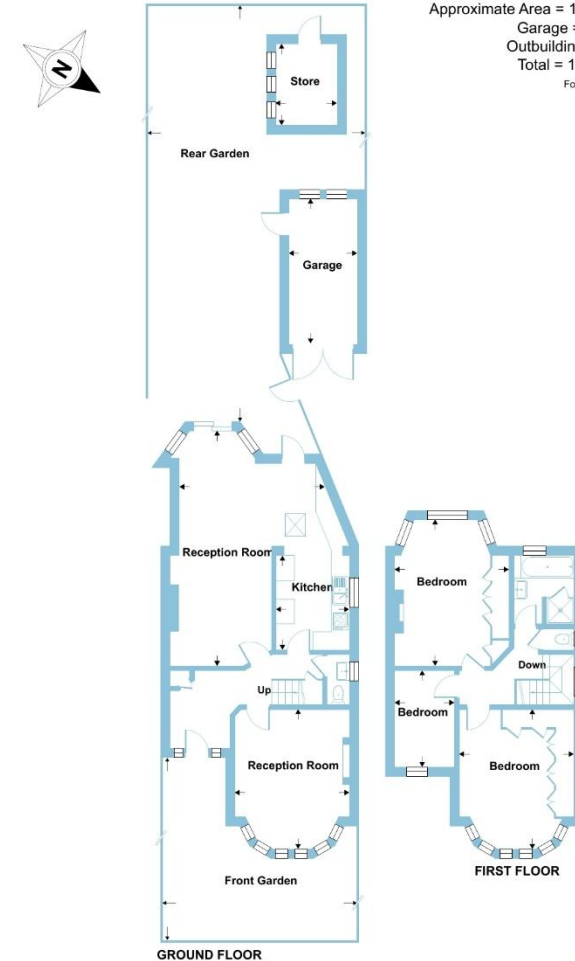 Approximate Area = 1
Garage =
Outbuildin
Total = 1
Fo
N
Store
Rear Garden
Garage
Reception Room
Kitchen
Bedroom
Up
Down
Bedroom
Reception Room
Bedroom
Front Garden
FIRST FLOOR
GROUND FLOOR